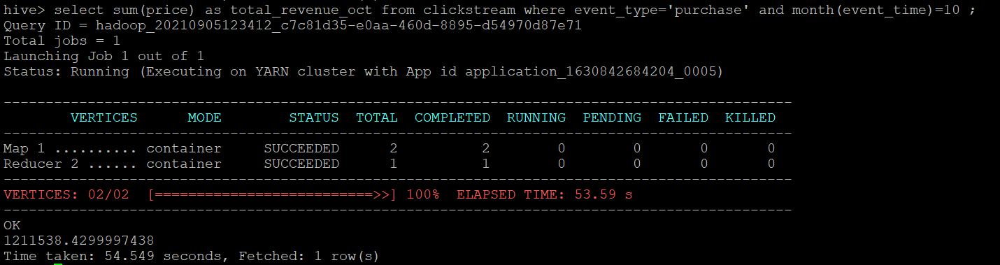 hive> select sum(price) as total_revenue_oct from clickstream where event_type='purchase' and month(event_time)=10 ;
Query ID = hadoop_20210905123412_c7c81d35-e0aa-460d-8895-d54970d87e71
Total jobs = 1
Launching Job 1 out of 1
Status: Running (Executing on YARN cluster with App id application_1630842684204_0005)
----------------------------------------------------------------------------------------------
        VERTICES      MODE        STATUS  TOTAL  COMPLETED  RUNNING  PENDING  FAILED  KILLED
----------------------------------------------------------------------------------------------
Map 1 .......... container     SUCCEEDED      2          2        0        0       0       0
Reducer 2 ...... container     SUCCEEDED      1          1        0        0       0       0
----------------------------------------------------------------------------------------------
VERTICES: 02/02  [==========================>>] 100%  ELAPSED TIME: 53.59 s
----------------------------------------------------------------------------------------------
OK
1211538.4299997438
Time taken: 54.549 seconds, Fetched: 1 row(s)